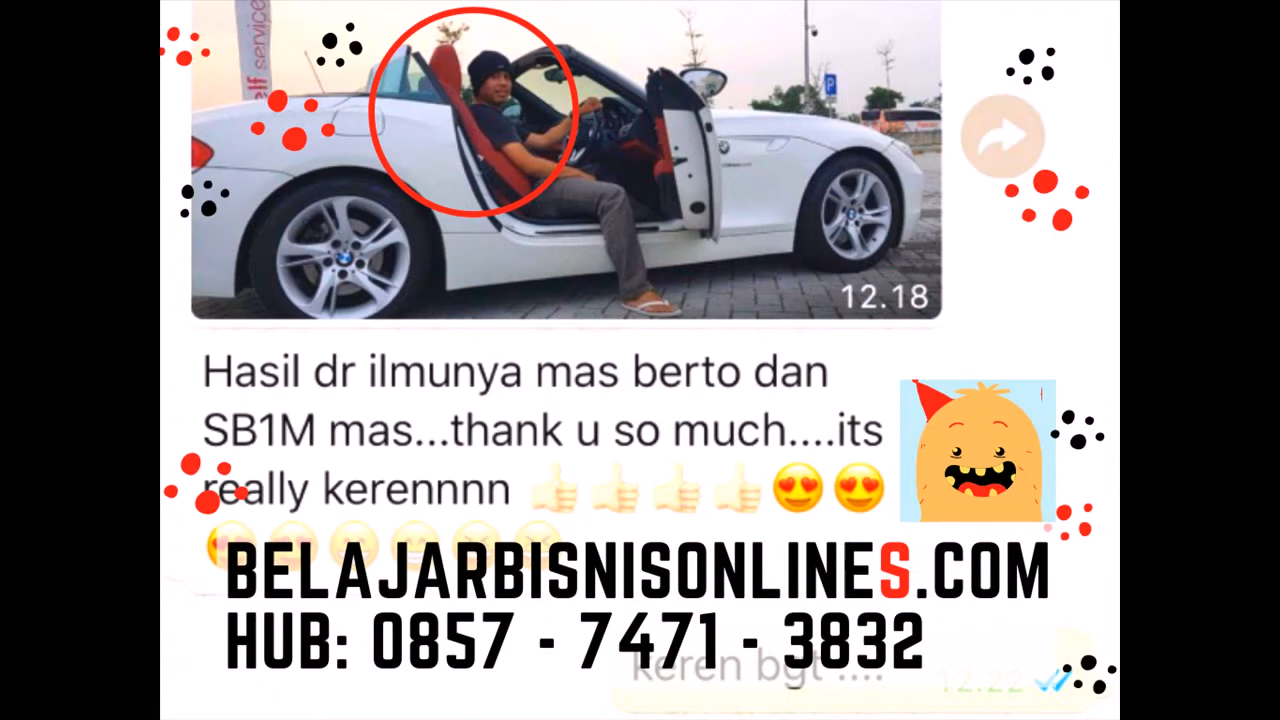 self service
P
12.18
Hasil dr ilmunya mas berto dan
SB1M mas...thank u so much....its
really kerennnn 👍👍👍👍😍😍
BELAJARBISNISONLINES.COM
HUB: 0857 - 7471 - 3832
keren bgt ....
12.22